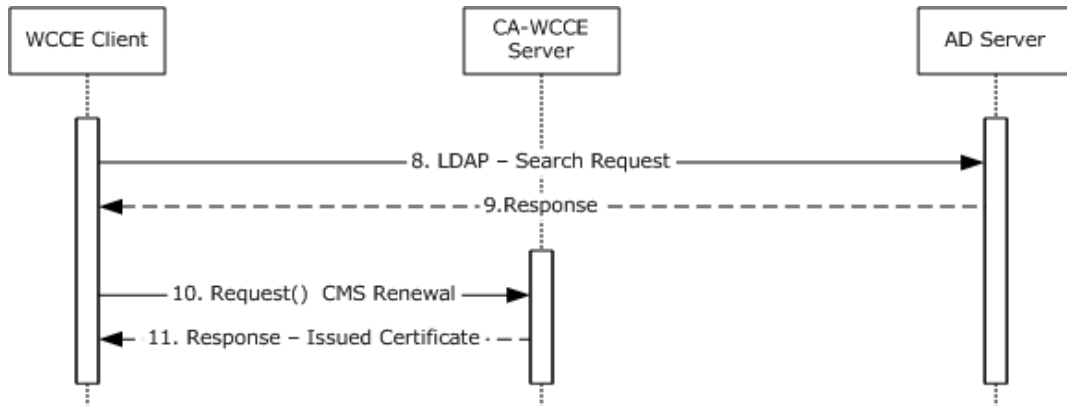 WCCE Client
CA-WCCE
Server
AD Server
8. LDAP – Search Request
9.Response
10. Request()  CMS Renewal
11. Response – Issued Certificate